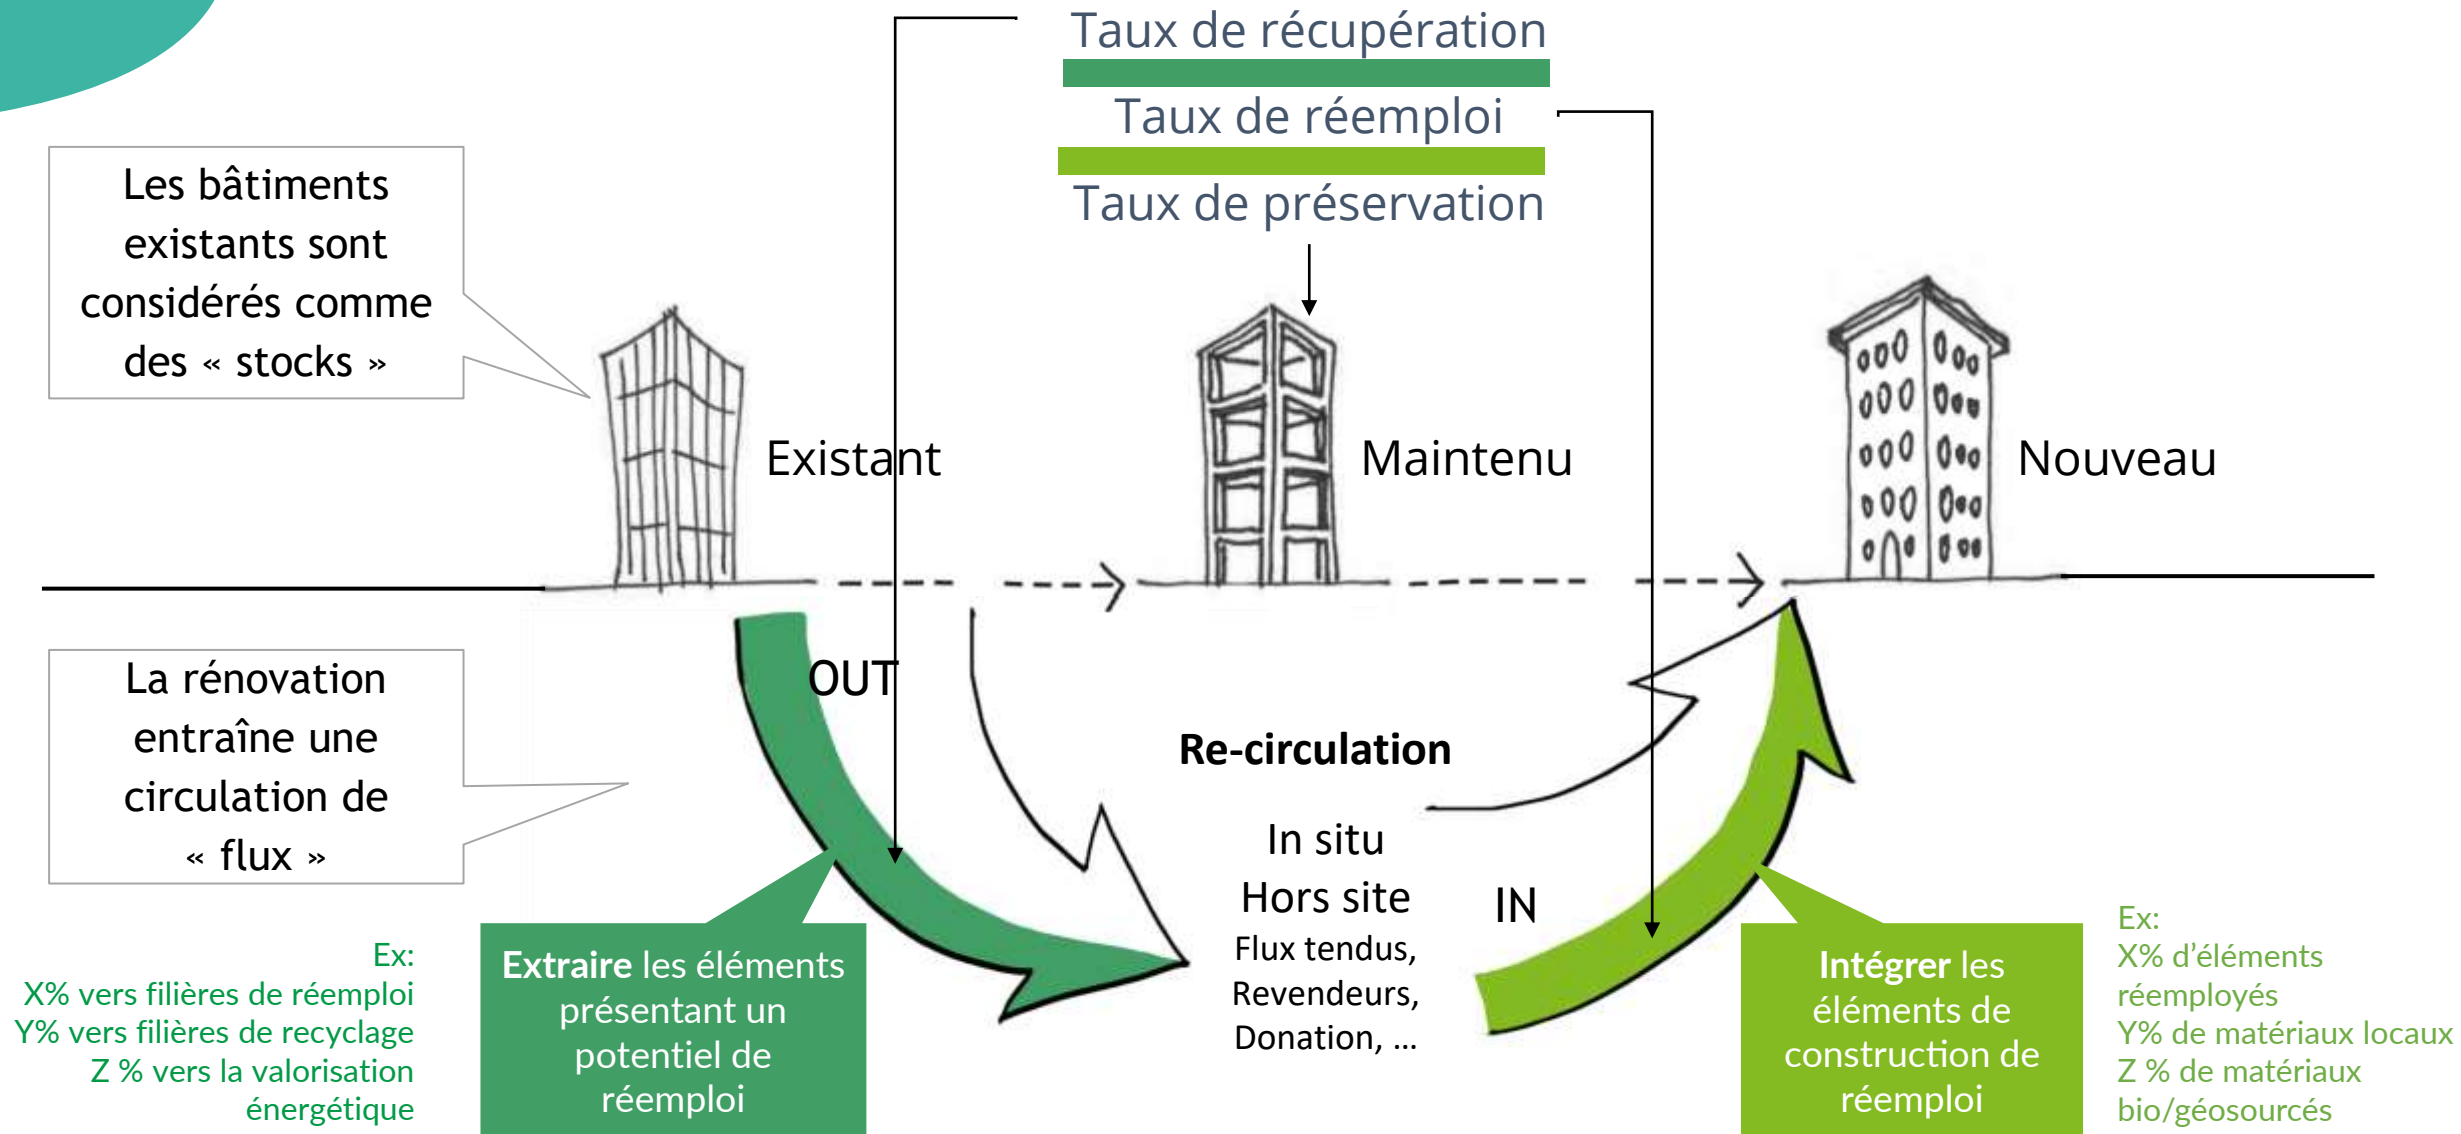 Taux de récupération
Taux de réemploi
Taux de préservation
Les bâtiments
existants sont
considérés comme
des « stocks »
Existant
Maintenu
Nouveau
La rénovation
entraîne une
circulation de
« flux »
OUT
Re-circulation
In situ
Hors site
Flux tendus,
Revendeurs,
Donation, ...
IN
Ex:
X% vers filières de réemploi
Y% vers filières de recyclage
Z % vers la valorisation
énergétique
Extraire les éléments
présentant un
potentiel de
réemploi
Intégrer les
éléments de
construction de
réemploi
Ex:
X% d’éléments
réemployés
Y% de matériaux locaux
Z % de matériaux
bio/géosourcés